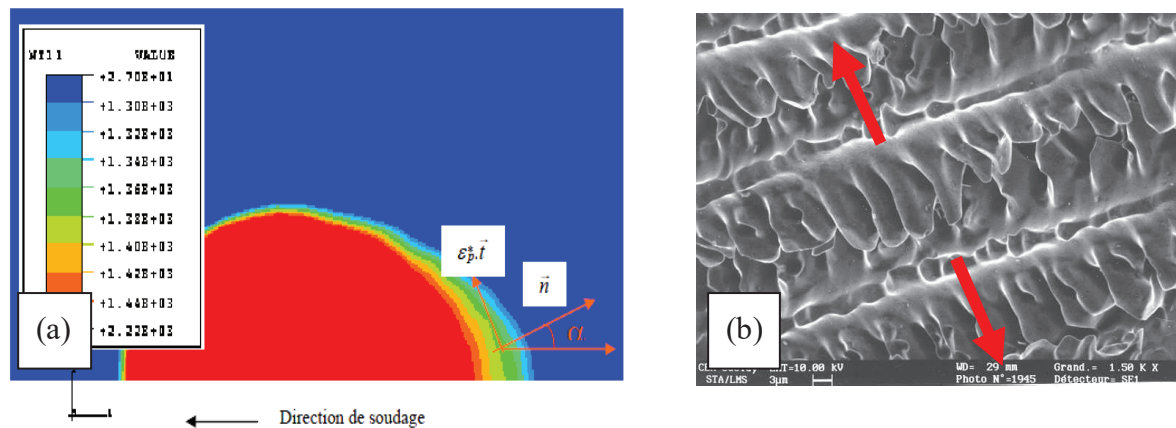 NT11 VALUE
+2.70E+01
+1.30E+03
+1.32E+03
+1.34E+03
+1.36E+03
+1.38E+03
+1.40E+03
+1.42E+03
+1.44E+03
+2.22E+03
(a)
ε*p.t⃗
n⃗
α
Direction de soudage
(b)
EHT=10.00 kV WD= 29 mm Grand.= 1.50 K X
STA/LMS 3µm Photo N°=1945 Détecteur= SE1